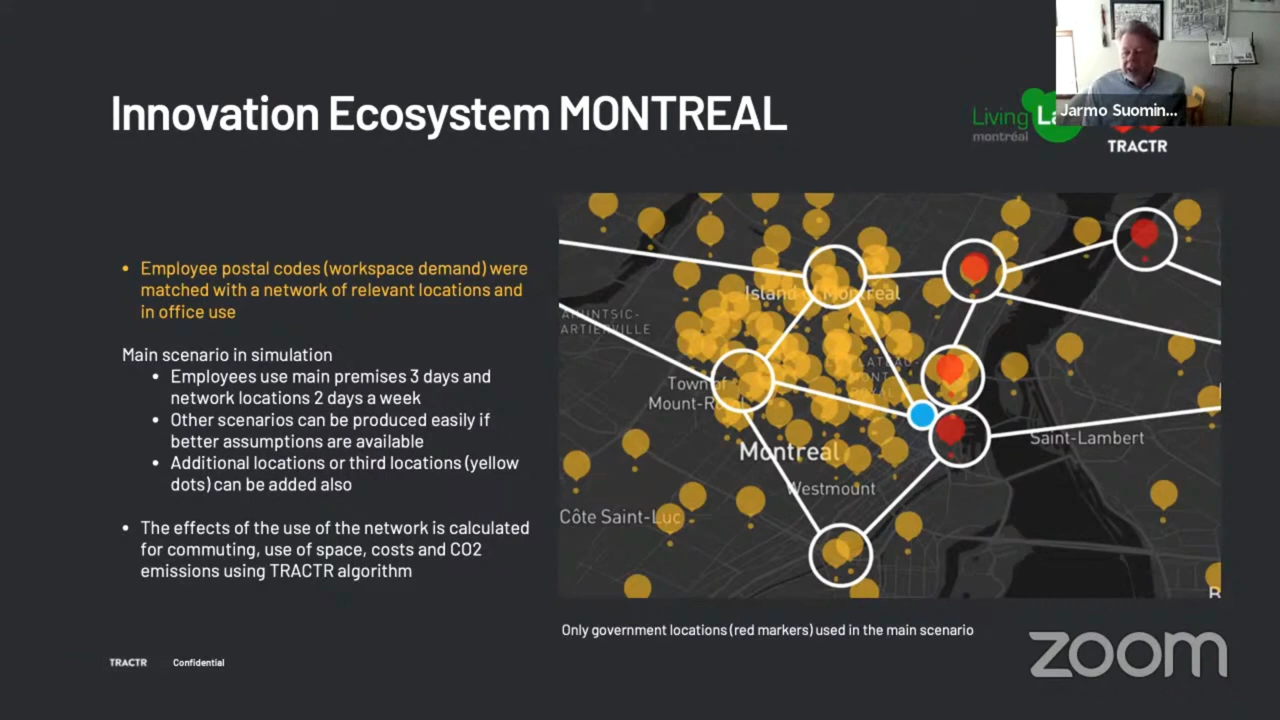 Innovation Ecosystem MONTREAL
Living La
montréal
Jarmo Suomin...
TRACTR
• Employee postal codes (workspace demand) were
matched with a network of relevant locations and
in office use
Main scenario in simulation
• Employees use main premises 3 days and
network locations 2 days a week
• Other scenarios can be produced easily if
better assumptions are available
• Additional locations or third locations (yellow
dots) can be added also
• The effects of the use of the network is calculated
for commuting, use of space, costs and CO2
emissions using TRACTR algorithm
Island of Montreal
AHUNTSIC-
ARTIERVILLE
Town of
Mount-Royal
Montreal
Westmount
Saint-Lambert
Côte Saint-Luc
Only government locations (red markers) used in the main scenario
TRACTR Confidential
zoom